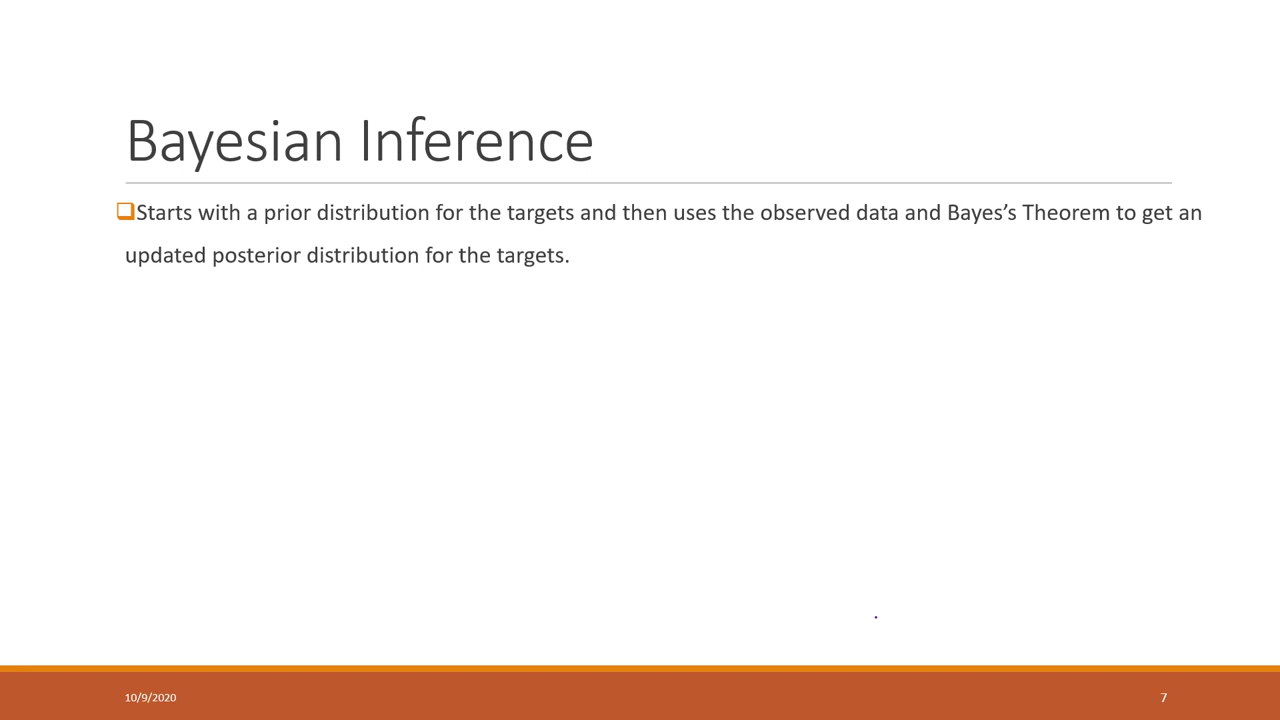 Bayesian Inference
Starts with a prior distribution for the targets and then uses the observed data and Bayes’s Theorem to get an
updated posterior distribution for the targets.
10/9/2020
7